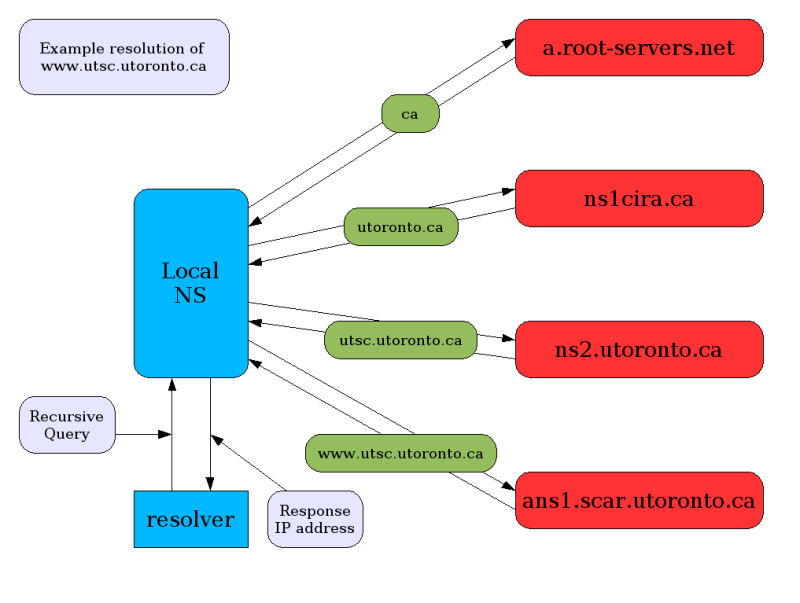 Example resolution of
www.utsc.utoronto.ca
a.root-servers.net
ca
ns1cira.ca
utoronto.ca
Local
NS
utsc.utoronto.ca
ns2.utoronto.ca
Recursive
Query
www.utsc.utoronto.ca
ans1.scar.utoronto.ca
resolver
Response
IP address